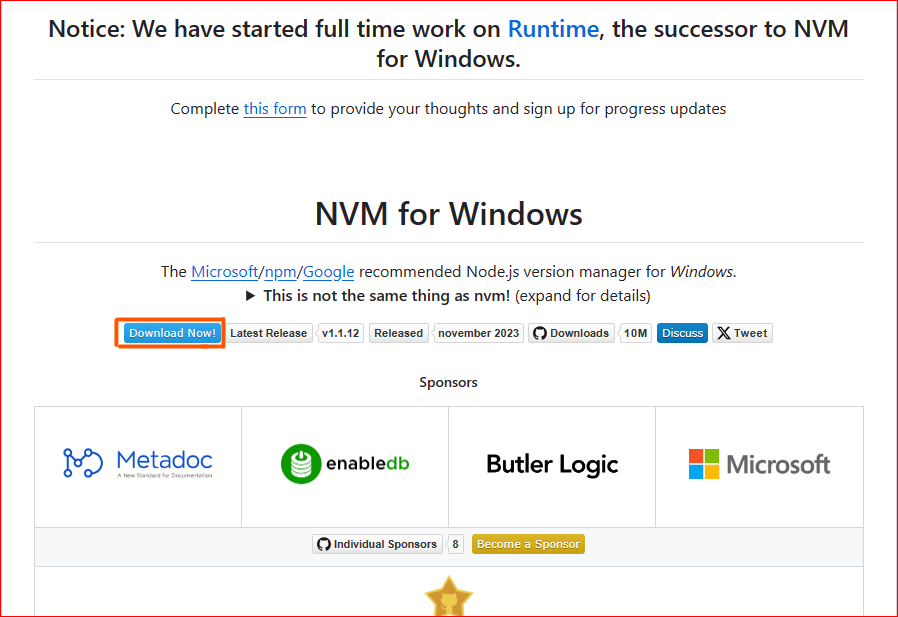 Notice: We have started full time work on Runtime, the successor to NVM
for Windows.
Complete this form to provide your thoughts and sign up for progress updates
NVM for Windows
The Microsoft/npm/Google recommended Node.js version manager for Windows.
▶ This is not the same thing as nvm! (expand for details)
Download Now! Latest Release v1.1.12 Released november 2023 Downloads 10M Discuss X Tweet
Sponsors
Metadoc enabledb Butler Logic Microsoft
A New Standard for Documentation
Individual Sponsors 8 Become a Sponsor